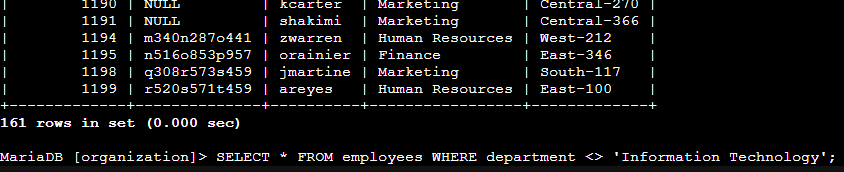 |        1190 | NULL         | kcarter  | Marketing       | Central-270 |
|        1191 | NULL         | shakimi  | Marketing       | Central-366 |
|        1194 | m340n287o441 | zwarren  | Human Resources | West-212    |
|        1195 | n516o853p957 | orainier | Finance         | East-346    |
|        1198 | q308r573s459 | jmartine | Marketing       | South-117   |
|        1199 | r520s571t459 | areyes   | Human Resources | East-100    |
+-------------+--------------+----------+-----------------+-------------+
161 rows in set (0.000 sec)
MariaDB [organization]> SELECT * FROM employees WHERE department <> 'Information Technology';